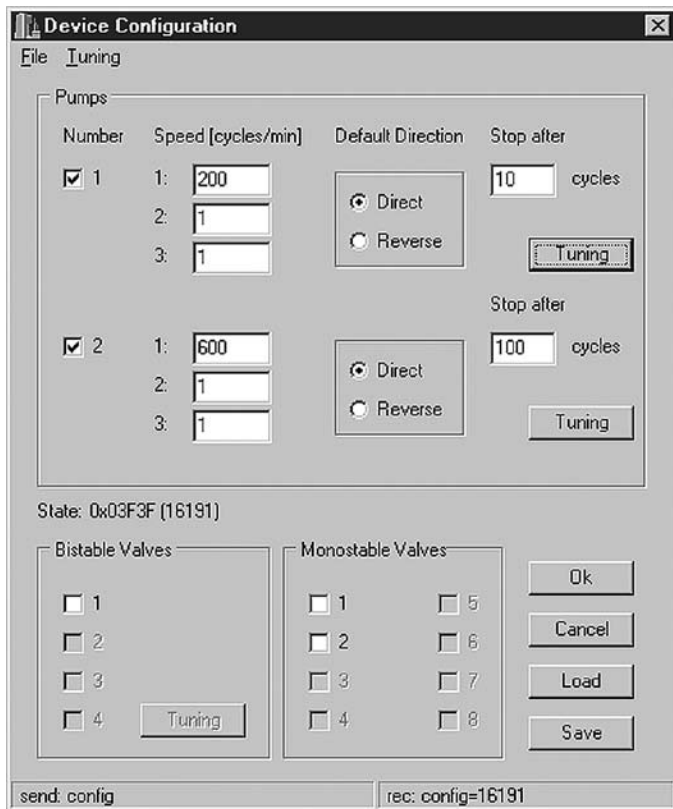 Device Configuration
File Tuning
Pumps
Number Speed [cycles/min] Default Direction Stop after
1 1: 200 Direct 10 cycles
2: 1
3: 1 Reverse Tuning
Stop after
2 1: 600 Direct 100 cycles
2: 1
3: 1 Reverse Tuning
State: 0x03F3F (16191)
Bistable Valves Monostable Valves
1 1 5 Ok
2 2 6 Cancel
3 3 7 Load
4 Tuning 4 8 Save
send: config rec: config=16191